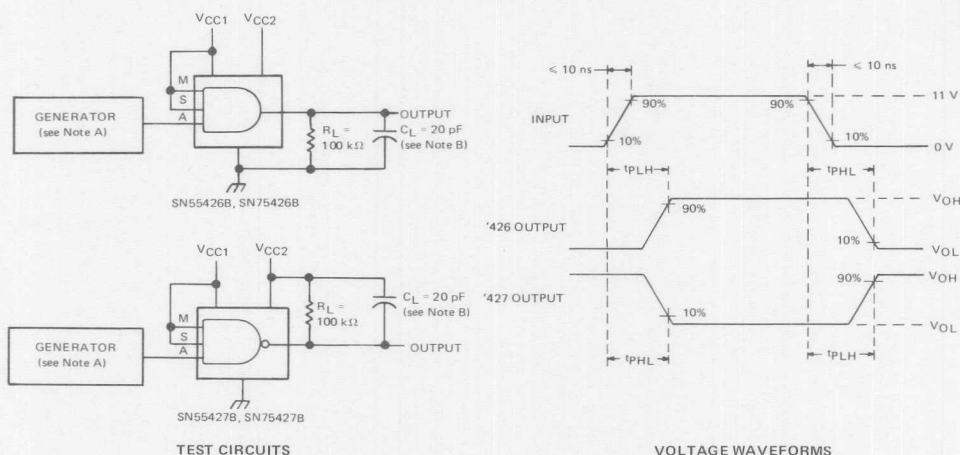 VCC1 VCC2
M
S
A
GENERATOR
(see Note A)
OUTPUT
RL =
100 kΩ
CL = 20 pF
(see Note B)
SN55426B, SN75426B
VCC1 VCC2
M
S
A
GENERATOR
(see Note A)
RL =
100 kΩ
CL = 20 pF
(see Note B)
OUTPUT
SN55427B, SN75427B
TEST CIRCUITS
≤ 10 ns ≤ 10 ns
INPUT
90% 90%
11 V
10% 10%
0 V
tPLH tPHL
'426 OUTPUT
90%
VOH
10%
VOL
'427 OUTPUT
90%
VOH
10%
VOL
tPHL tPLH
VOLTAGE WAVEFORMS